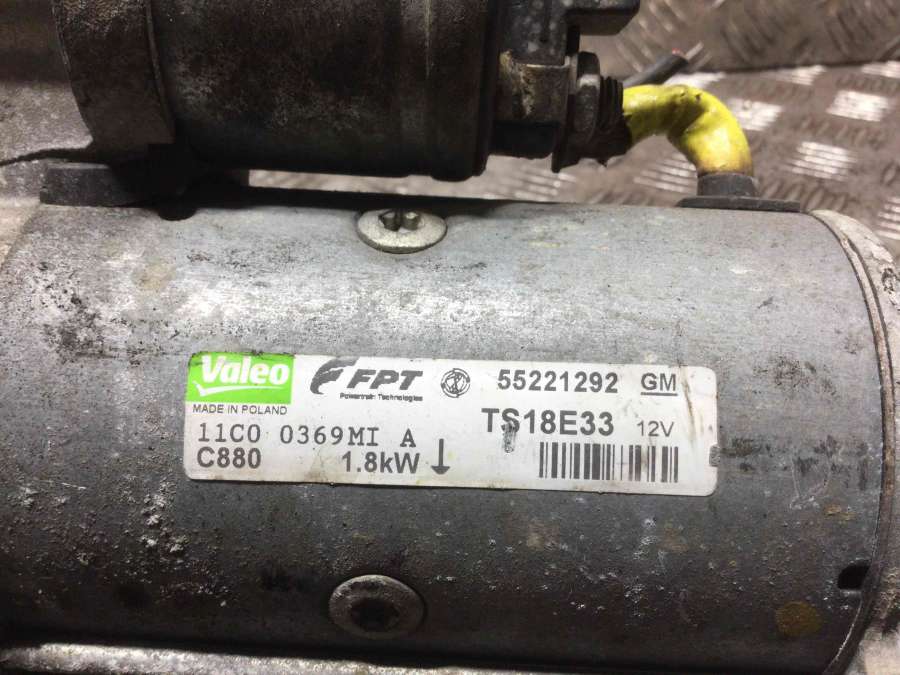 Valeo FPT 55221292 GM
Powertrain Technologies
MADE IN POLAND
TS18E33 12V
11C0 0369MI A
C880 1.8kW ↓